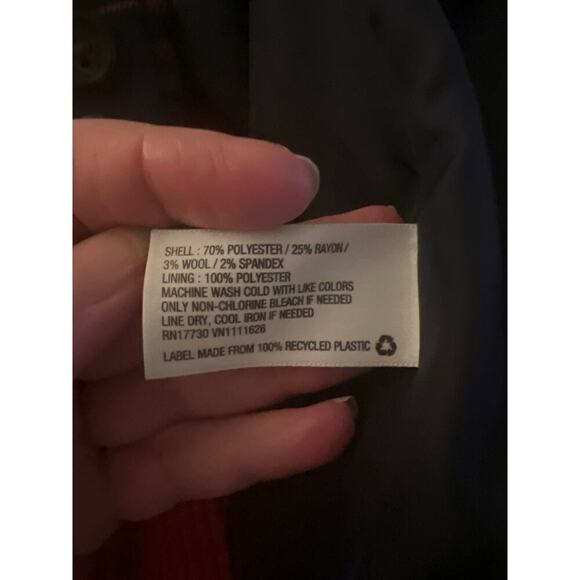 SHELL : 70% POLYESTER / 25% RAYON /
3% WOOL / 2% SPANDEX
LINING : 100% POLYESTER
MACHINE WASH COLD WITH LIKE COLORS
ONLY NON-CHLORINE BLEACH IF NEEDED
LINE DRY, COOL IRON IF NEEDED
RN17730 VN1111626
LABEL MADE FROM 100% RECYCLED PLASTIC